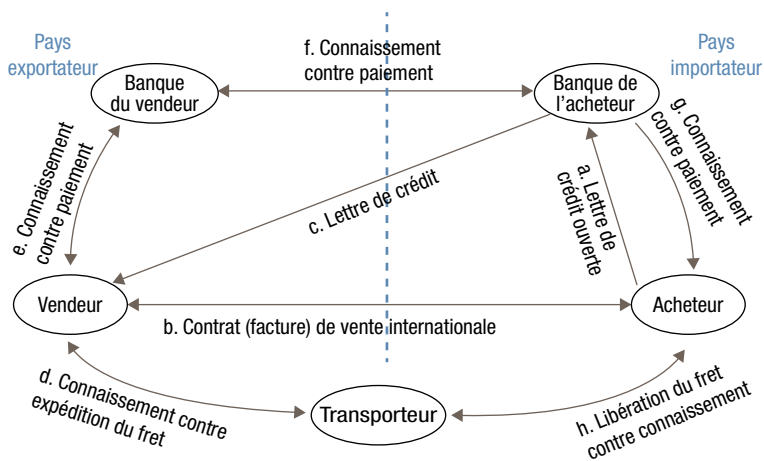 Pays
exportateur
f. Connaissement
contre paiement
Pays
importateur
Banque
du vendeur
Banque de
l'acheteur
g. Connaissement
contre paiement
e. Connaissement
contre paiement
c. Lettre de crédit
a. Lettre de
crédit ouverte
Vendeur
Acheteur
b. Contrat (facture) de vente internationale
d. Connaissement contre
expédition du fret
Transporteur
h. Libération du fret
contre connaissement